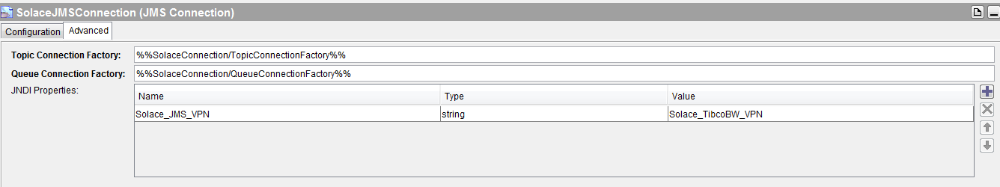 SolaceJMSConnection (JMS Connection)
Configuration Advanced
Topic Connection Factory: %%SolaceConnection/TopicConnectionFactory%%
Queue Connection Factory: %%SolaceConnection/QueueConnectionFactory%%
JNDI Properties:
Name Type Value
Solace_JMS_VPN string Solace_TibcoBW_VPN